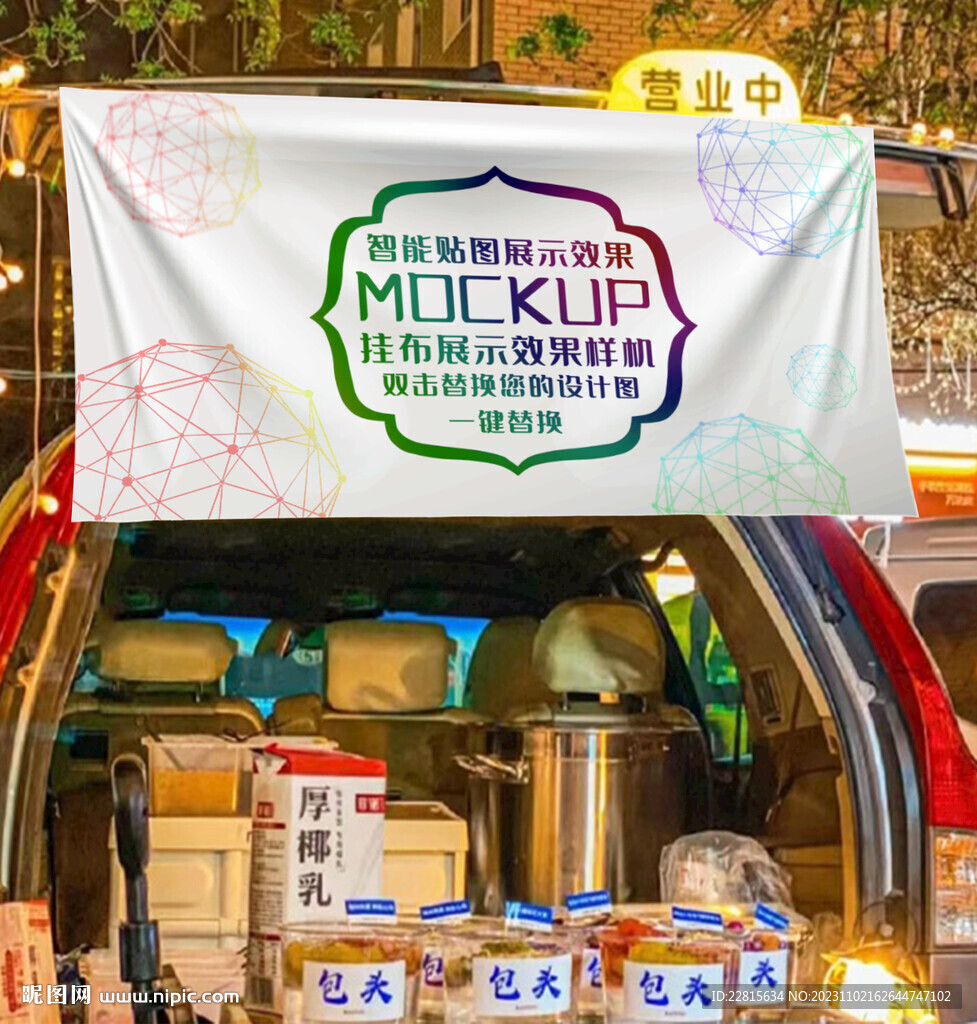 营业中
智能贴图展示效果
MOCKUP
挂布展示效果样机
双击替换您的设计图
一键替换
厚椰乳
包头
包头
包头
包头
昵图网 www.nipic.com
ID:22815634 NO:20231102162644747102